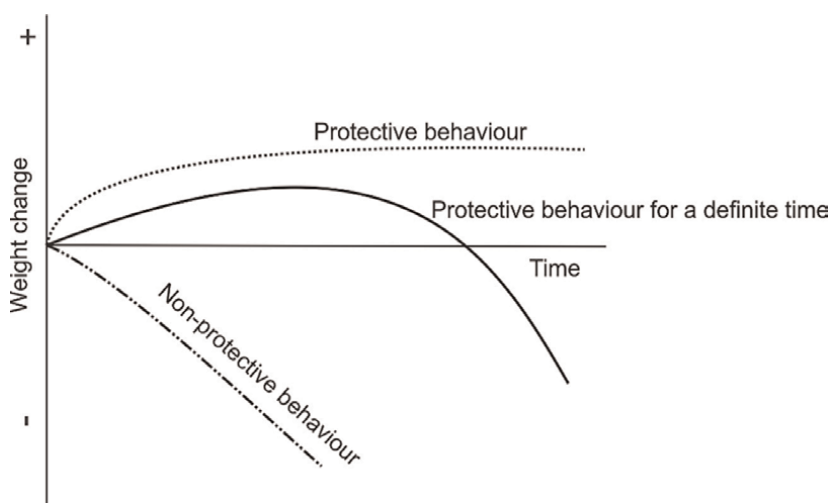 +
Protective behaviour
Protective behaviour for a definite time
Weight change
Time
Non-protective behaviour
-